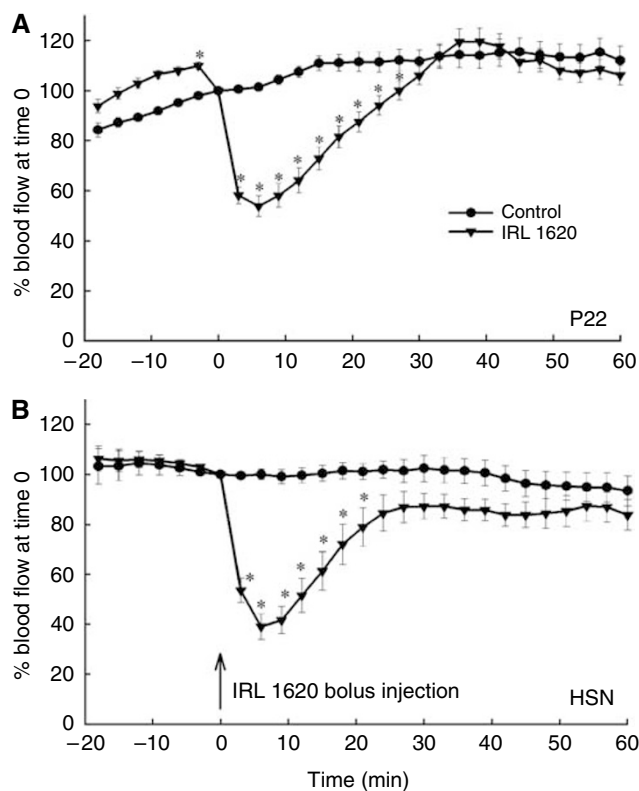 A
120
100
80
60
40
20
0
% blood flow at time 0
* * * * * * * * * *
Control
IRL 1620
P22
−20 −10 0 10 20 30 40 50 60
B
120
100
80
60
40
20
0
% blood flow at time 0
* * * * * * *
IRL 1620 bolus injection
HSN
−20 −10 0 10 20 30 40 50 60
Time (min)